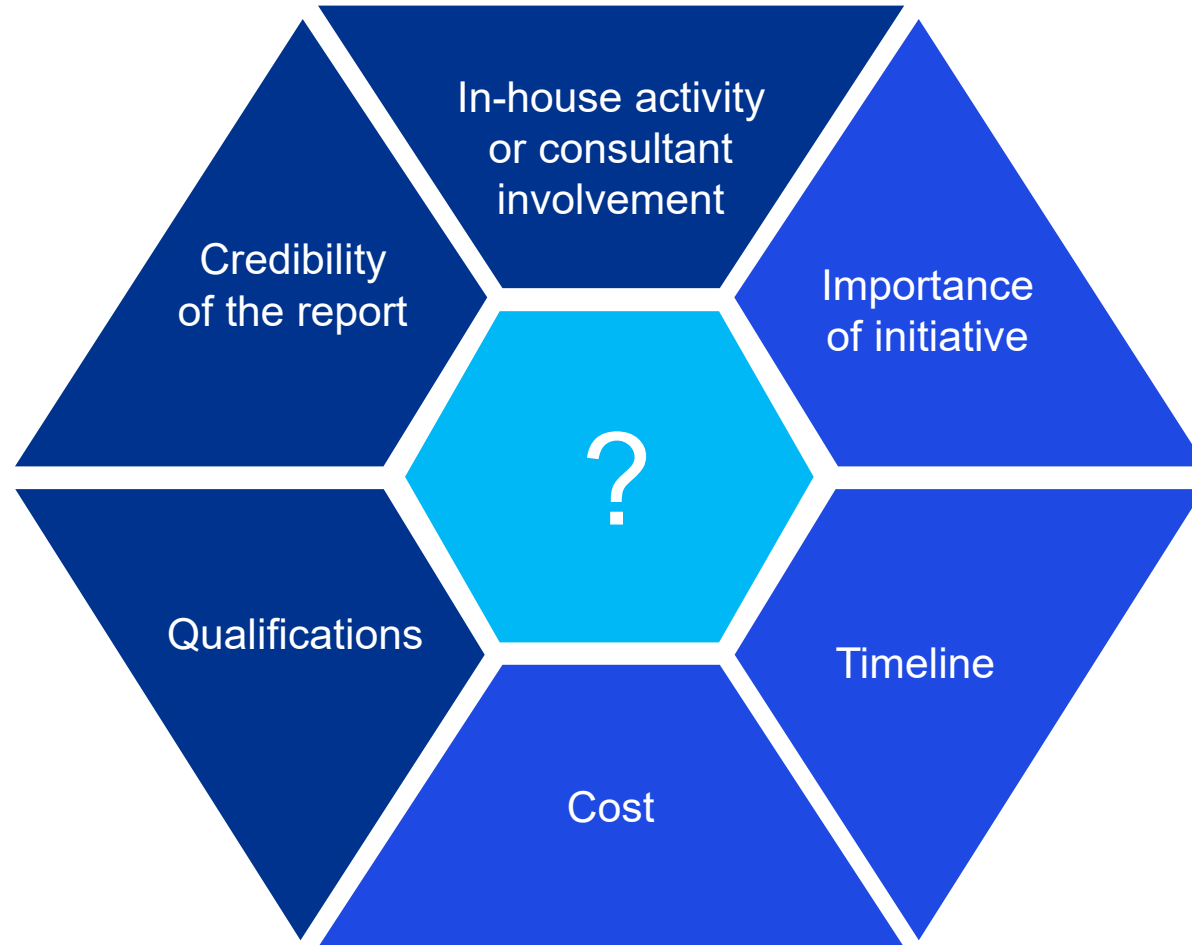 In-house activity
or consultant
involvement
Credibility
of the report
Importance
of initiative
?
Qualifications
Timeline
Cost